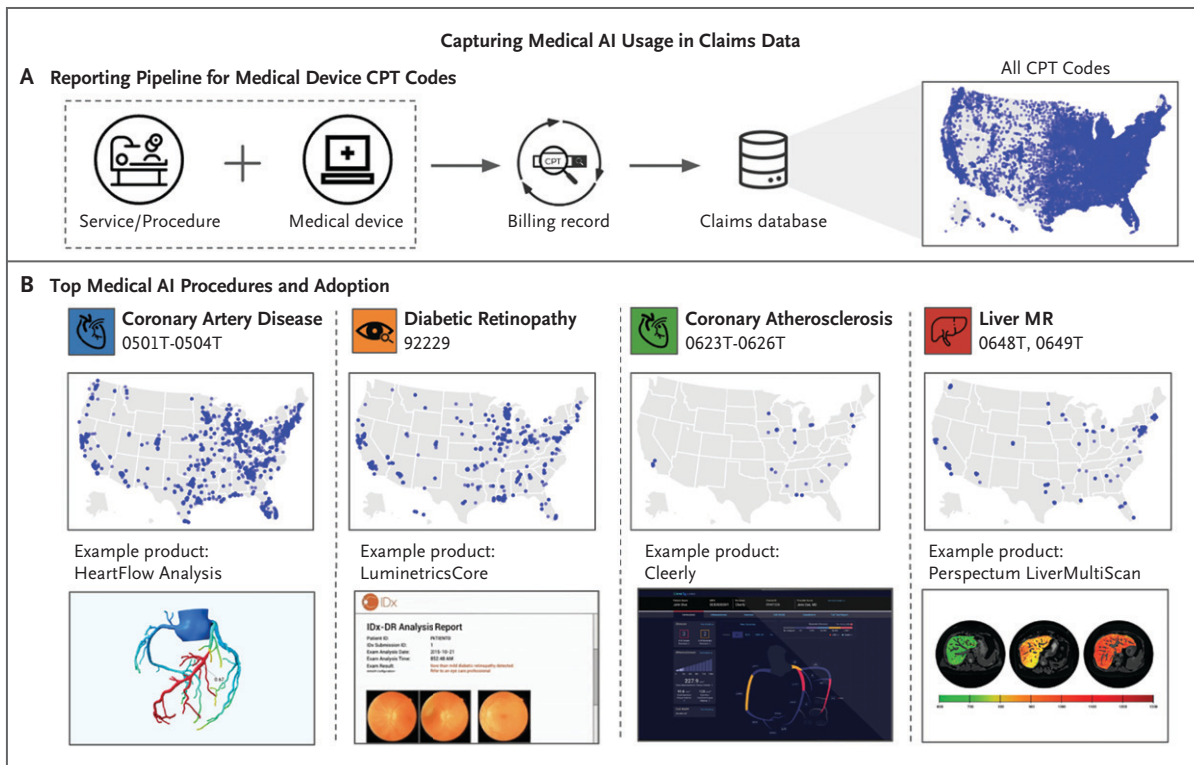 Capturing Medical AI Usage in Claims Data
A Reporting Pipeline for Medical Device CPT Codes
All CPT Codes
CPT
Service/Procedure
Medical device
Billing record
Claims database
B Top Medical AI Procedures and Adoption
Coronary Artery Disease
0501T-0504T
Diabetic Retinopathy
92229
Coronary Atherosclerosis
0623T-0626T
Liver MR
0648T, 0649T
Example product:
HeartFlow Analysis
Example product:
LuminetricsCore
Example product:
Cleerly
Example product:
Perspectum LiverMultiScan
IDx
IDx-DR Analysis Report
Patient ID:
IDx Submission ID: 1
Exam Analysis Date:
Exam Analysis Time:
Exam Result: